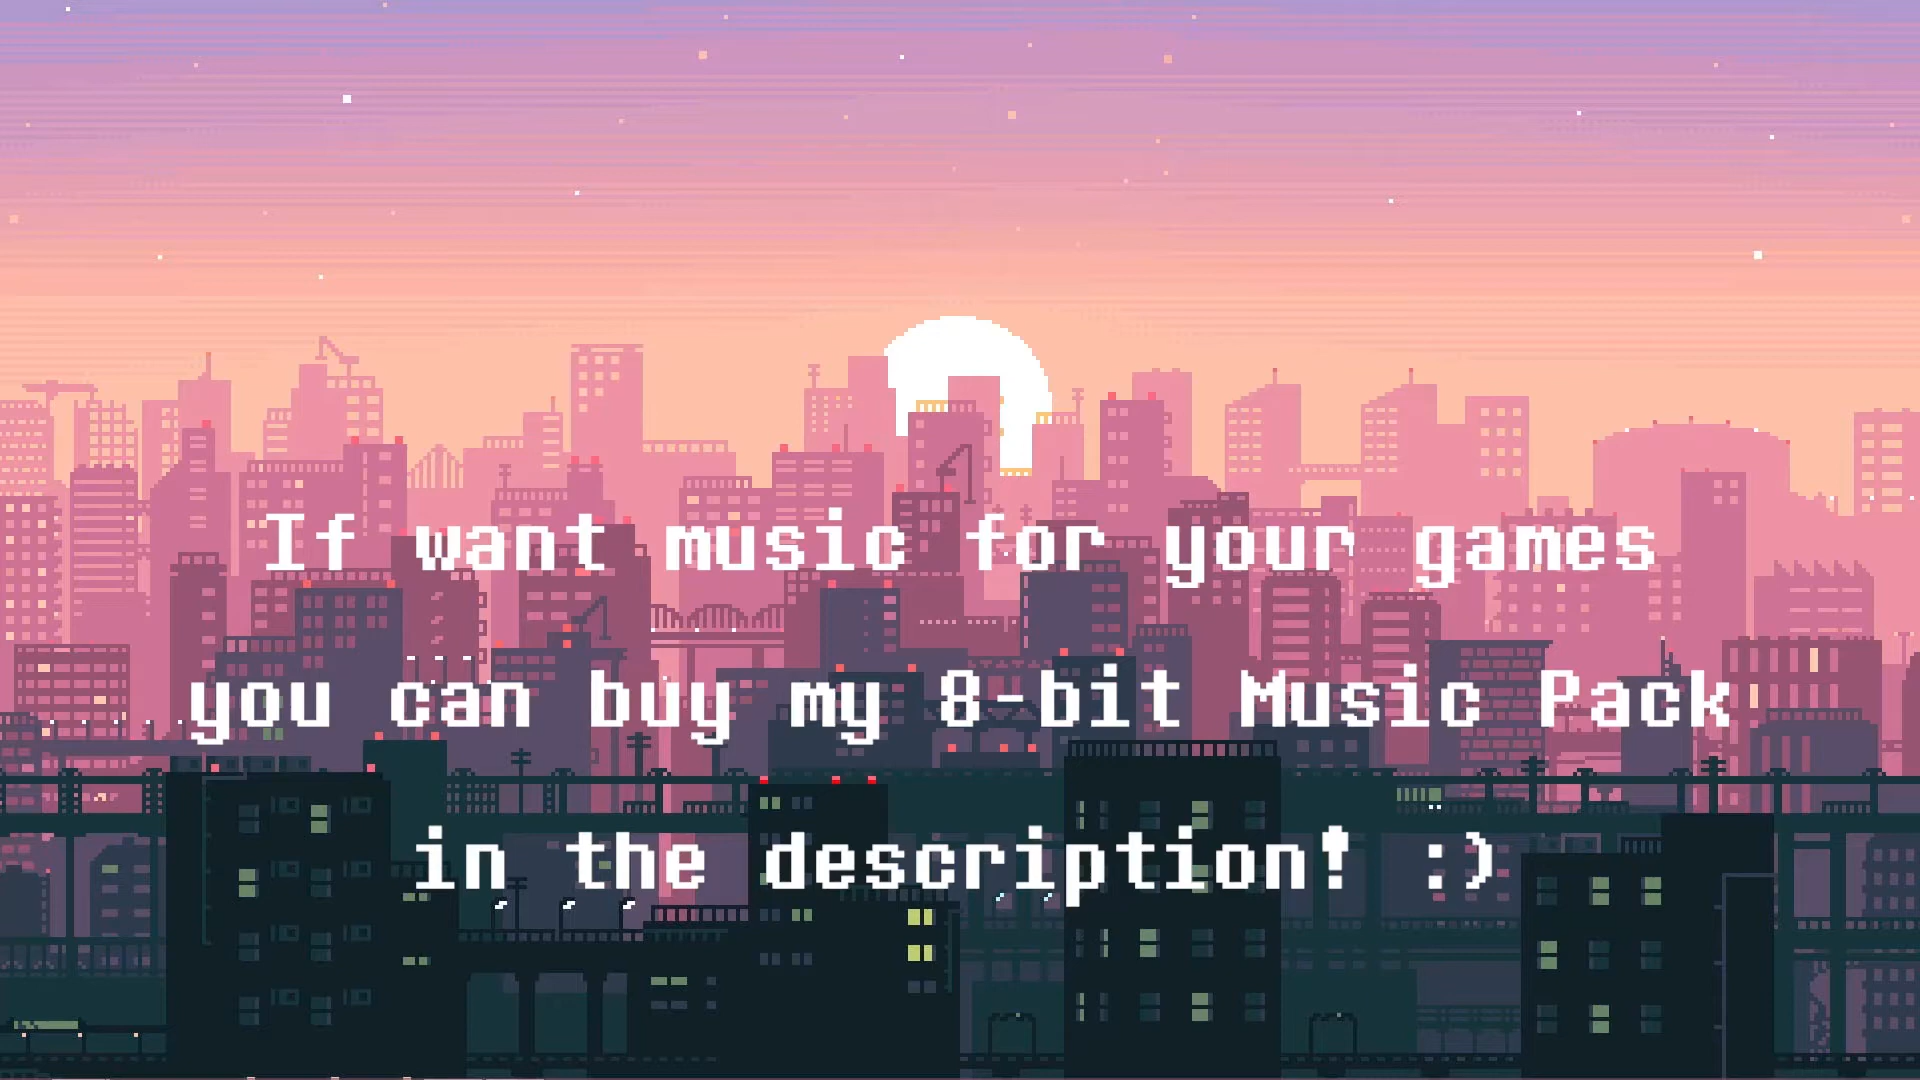 If want music for your games
you can buy my 8-bit Music Pack
in the description! :)